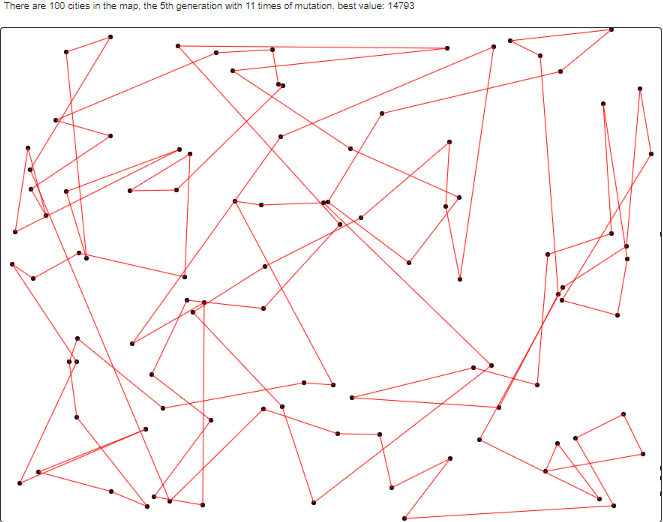 There are 100 cities in the map, the 5th generation with 11 times of mutation. best value: 14793